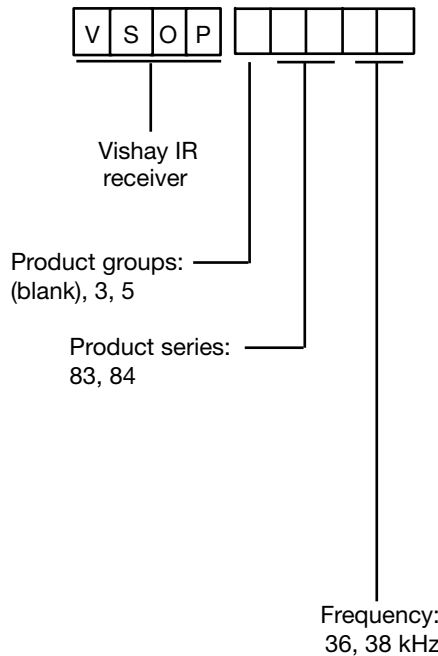 V S O P
Vishay IR
receiver
Product groups:
(blank), 3, 5
Product series:
83, 84
Frequency:
36, 38 kHz